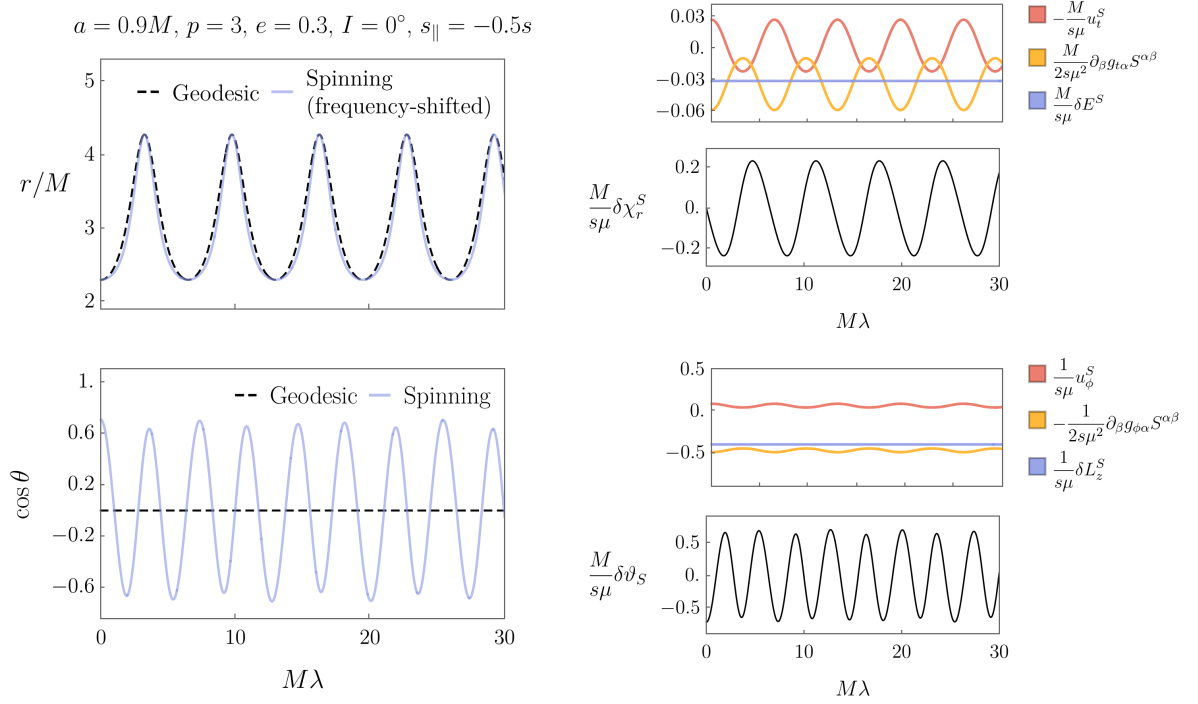 a = 0.9M, p = 3, e = 0.3, I = 0°, s∥ = −0.5s
5
4
3
2
r/M
Geodesic
Spinning
(frequency-shifted)
1.
0.6
0.2
−0.2
−0.6
cos θ
Geodesic
Spinning
0
10
20
30
Mλ
0.03
0.
−0.03
−0.06
−M/sμ u_t^S
M/2sμ² ∂_β g_{tα} S^{αβ}
M/sμ δE^S
0.2
0.
−0.2
M/sμ δχ_r^S
0
10
20
30
Mλ
0.5
0.
−0.5
1/sμ u_ϕ^S
−1/2sμ² ∂_β g_{ϕα} S^{αβ}
1/sμ δL_z^S
0.5
0.
−0.5
M/sμ δϑ_S
0
10
20
30
Mλ